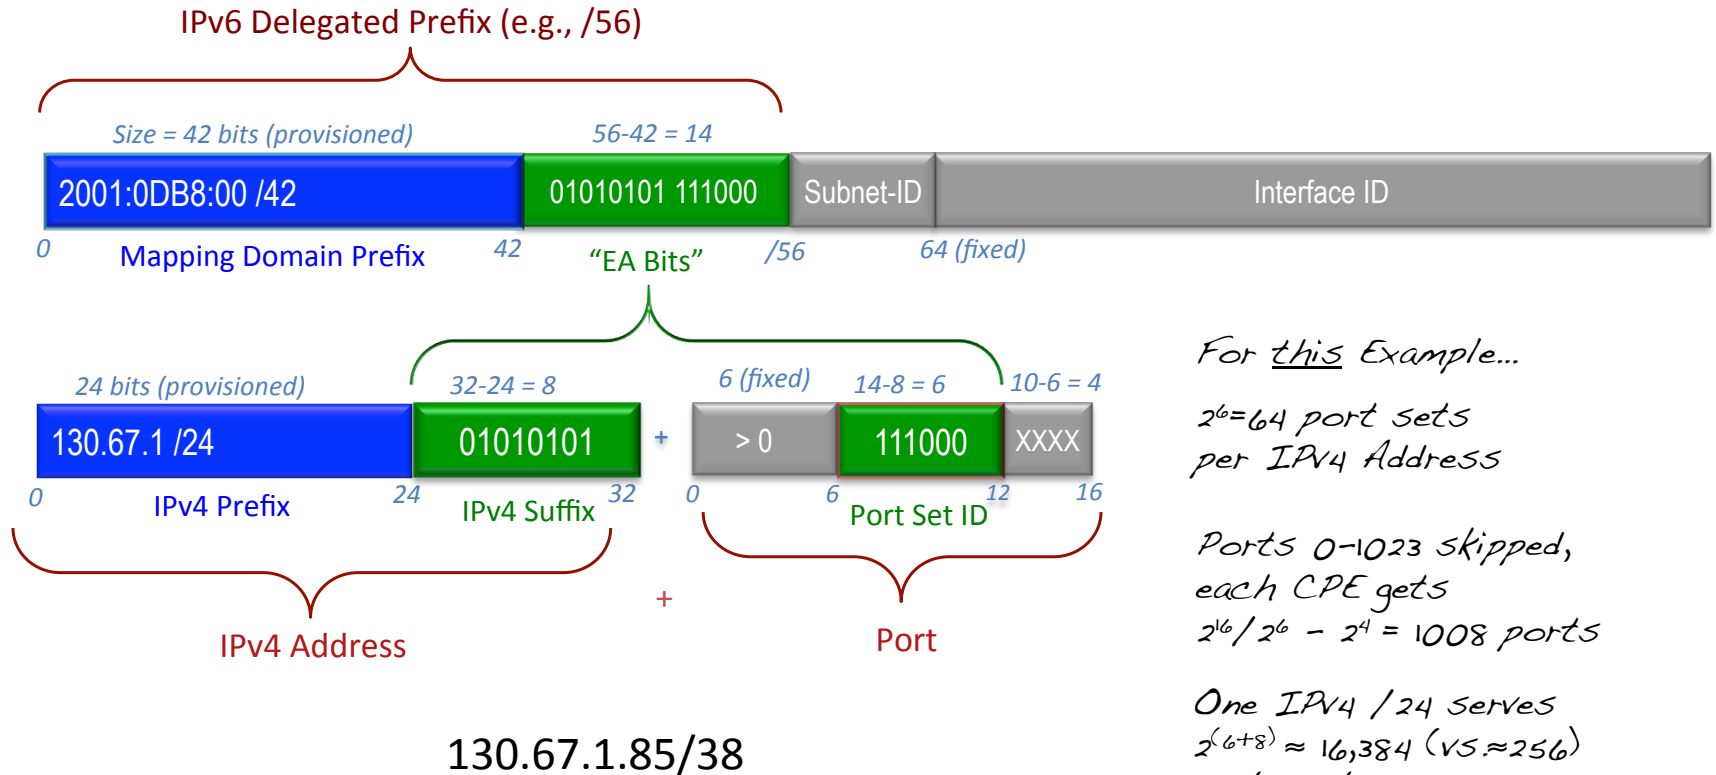 IPv6 Delegated Prefix (e.g., /56)
Size = 42 bits (provisioned)
56-42 = 14
2001:0DB8:00 /42
01010101 111000
Subnet-ID
Interface ID
0
Mapping Domain Prefix
42
"EA Bits"
/56
64 (fixed)
24 bits (provisioned)
32-24 = 8
6 (fixed)
14-8 = 6
10-6 = 4
130.67.1 /24
01010101
+
> 0
111000
XXXX
0
IPv4 Prefix
24
IPv4 Suffix
32
0
6
Port Set ID
12
16
IPv4 Address
+
Port
130.67.1.85/38
For this Example...
2⁶=64 port sets
per IPv4 Address
Ports 0-1023 skipped,
each CPE gets
2¹⁶/2⁶ - 2⁴ = 1008 ports
One IPv4 /24 serves
2⁽⁶⁺⁸⁾ ≈ 16,384 (vs.≈256)